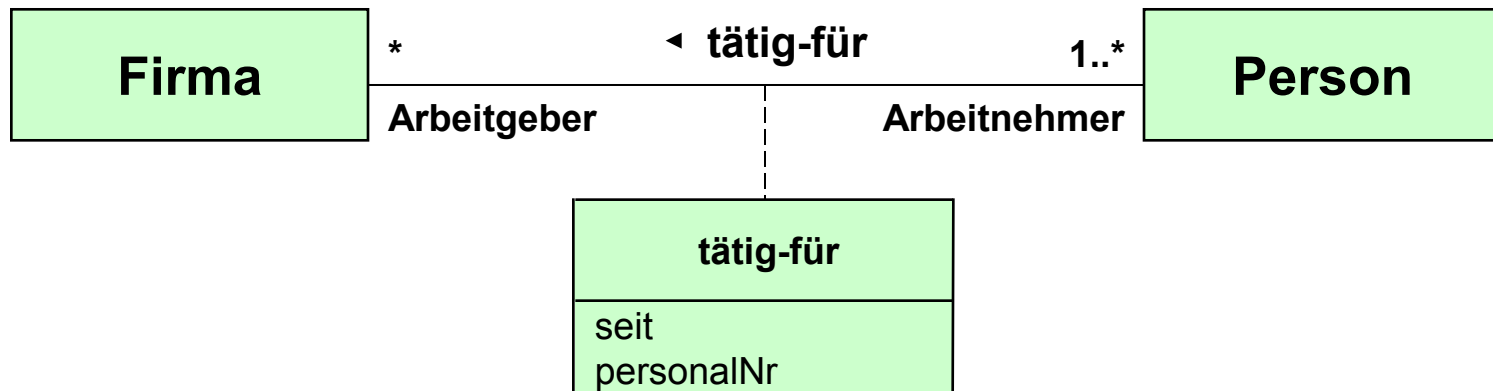 Firma
*
◄ tätig-für
1..*
Person
Arbeitgeber
Arbeitnehmer
tätig-für
seit
personalNr